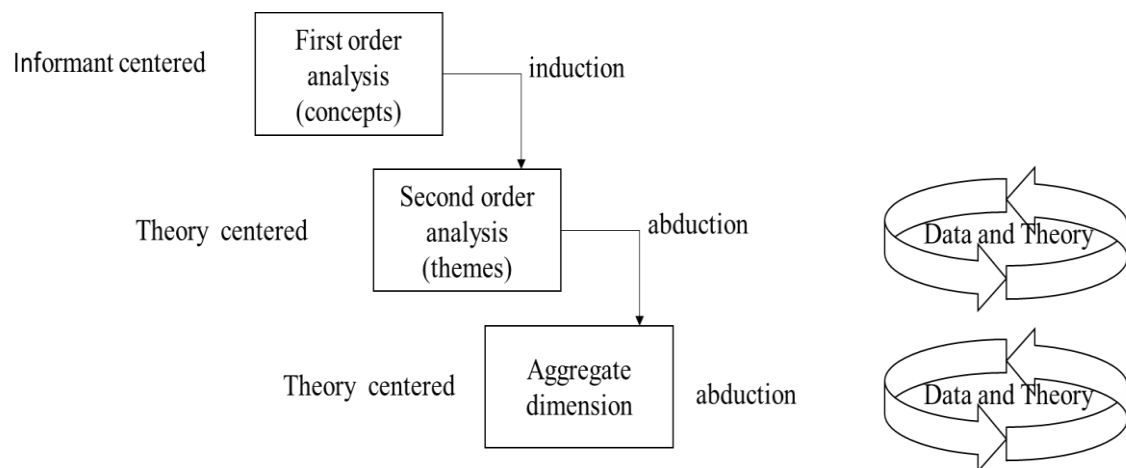 Informant centered
First order
analysis
(concepts)
induction
Theory centered
Second order
analysis
(themes)
abduction
Data and Theory
Theory centered
Aggregate
dimension
abduction
Data and Theory